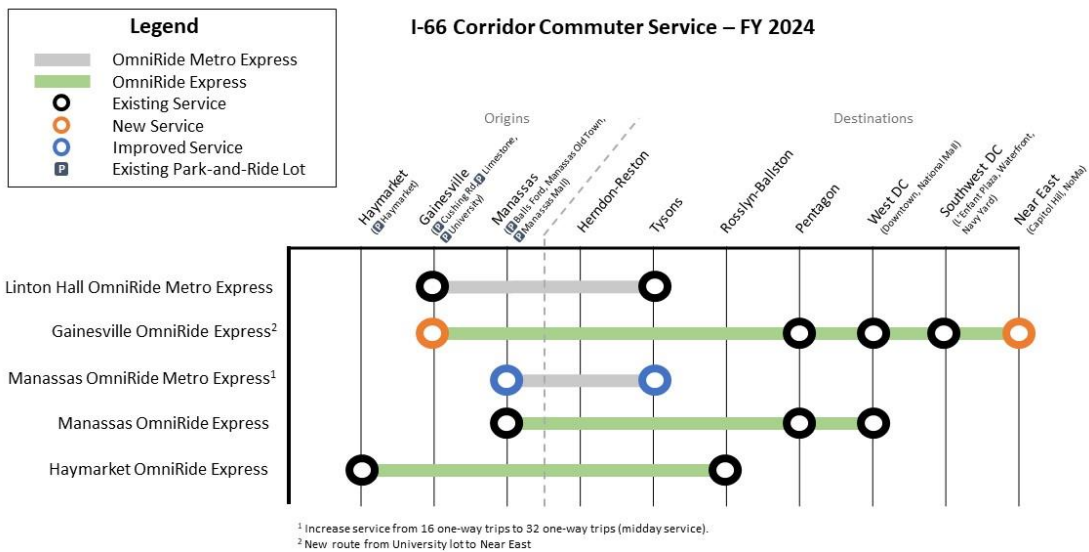 Legend
OmniRide Metro Express
OmniRide Express
Existing Service
New Service
Improved Service
P Existing Park-and-Ride Lot
I-66 Corridor Commuter Service – FY 2024
Origins
Destinations
Haymarket
(P Haymarket)
Gainesville
(P Cushing Rd, P Limestone,
P University)
Manassas
(P Balls Ford, Manassas Old Town,
P Manassas Mall)
Herndon-Reston
Tysons
Rosslyn-Ballston
Pentagon
West DC
(Downtown, National Mall)
Southwest DC
(L'Enfant Plaza, Waterfront,
Navy Yard)
Near East
(Capitol Hill, NoMa)
Linton Hall OmniRide Metro Express
Gainesville OmniRide Express²
Manassas OmniRide Metro Express¹
Manassas OmniRide Express
Haymarket OmniRide Express
¹ Increase service from 16 one-way trips to 32 one-way trips (midday service).
² New route from University lot to Near East